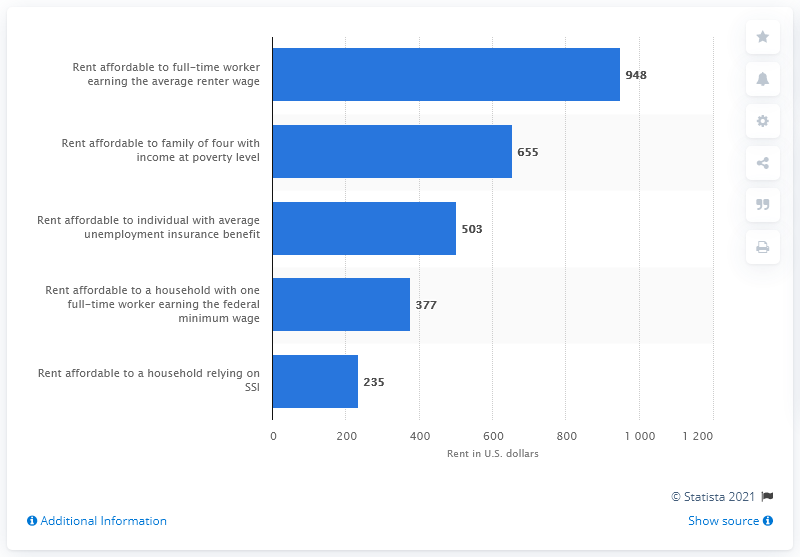 Rent affordable to full-time worker
earning the average renter wage
948
Rent affordable to family of four with
income at poverty level
655
Rent affordable to individual with average
unemployment insurance benefit
503
Rent affordable to a household with one
full-time worker earning the federal
minimum wage
377
Rent affordable to a household relying on
SSI
235
0 200 400 600 800 1 000 1 200
Rent in U.S. dollars
© Statista 2021
Additional Information
Show source